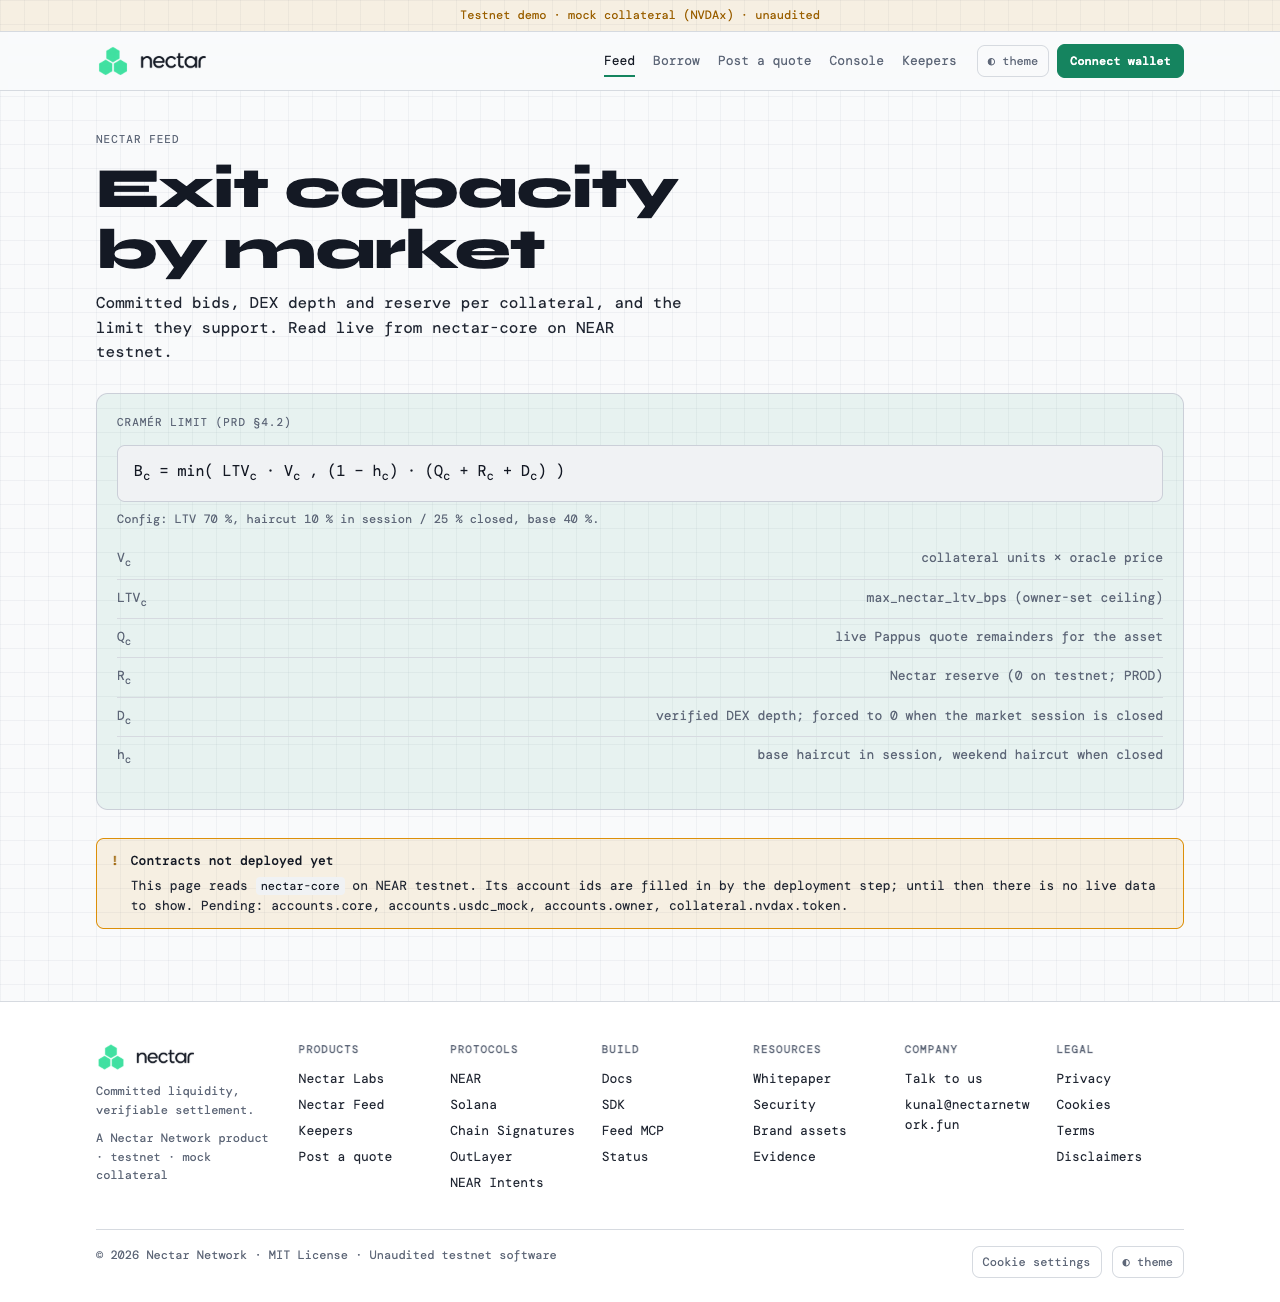 Testnet demo · mock collateral (NVDAx) · unaudited
nectar
Feed Borrow Post a quote Console Keepers ◐ theme Connect wallet
NECTAR FEED
Exit capacity
by market
Committed bids, DEX depth and reserve per collateral, and the
limit they support. Read live from nectar-core on NEAR
testnet.
CRAMÉR LIMIT (PRD §4.2)
Bc = min( LTVc · Vc , (1 − hc) · (Qc + Rc + Dc) )
Config: LTV 70 %, haircut 10 % in session / 25 % closed, base 40 %.
Vc collateral units × oracle price
LTVc max_nectar_ltv_bps (owner-set ceiling)
Qc live Pappus quote remainders for the asset
Rc Nectar reserve (0 on testnet; PROD)
Dc verified DEX depth; forced to 0 when the market session is closed
hc base haircut in session, weekend haircut when closed
! Contracts not deployed yet
This page reads nectar-core on NEAR testnet. Its account ids are filled in by the deployment step; until then there is no live data
to show. Pending: accounts.core, accounts.usdc_mock, accounts.owner, collateral.nvdax.token.
nectar
Committed liquidity,
verifiable settlement.
A Nectar Network product
· testnet · mock
collateral
PRODUCTS
Nectar Labs
Nectar Feed
Keepers
Post a quote
PROTOCOLS
NEAR
Solana
Chain Signatures
OutLayer
NEAR Intents
BUILD
Docs
SDK
Feed MCP
Status
RESOURCES
Whitepaper
Security
Brand assets
Evidence
COMPANY
Talk to us
kunal@nectarnetw
ork.fun
LEGAL
Privacy
Cookies
Terms
Disclaimers
© 2026 Nectar Network · MIT License · Unaudited testnet software
Cookie settings ◐ theme